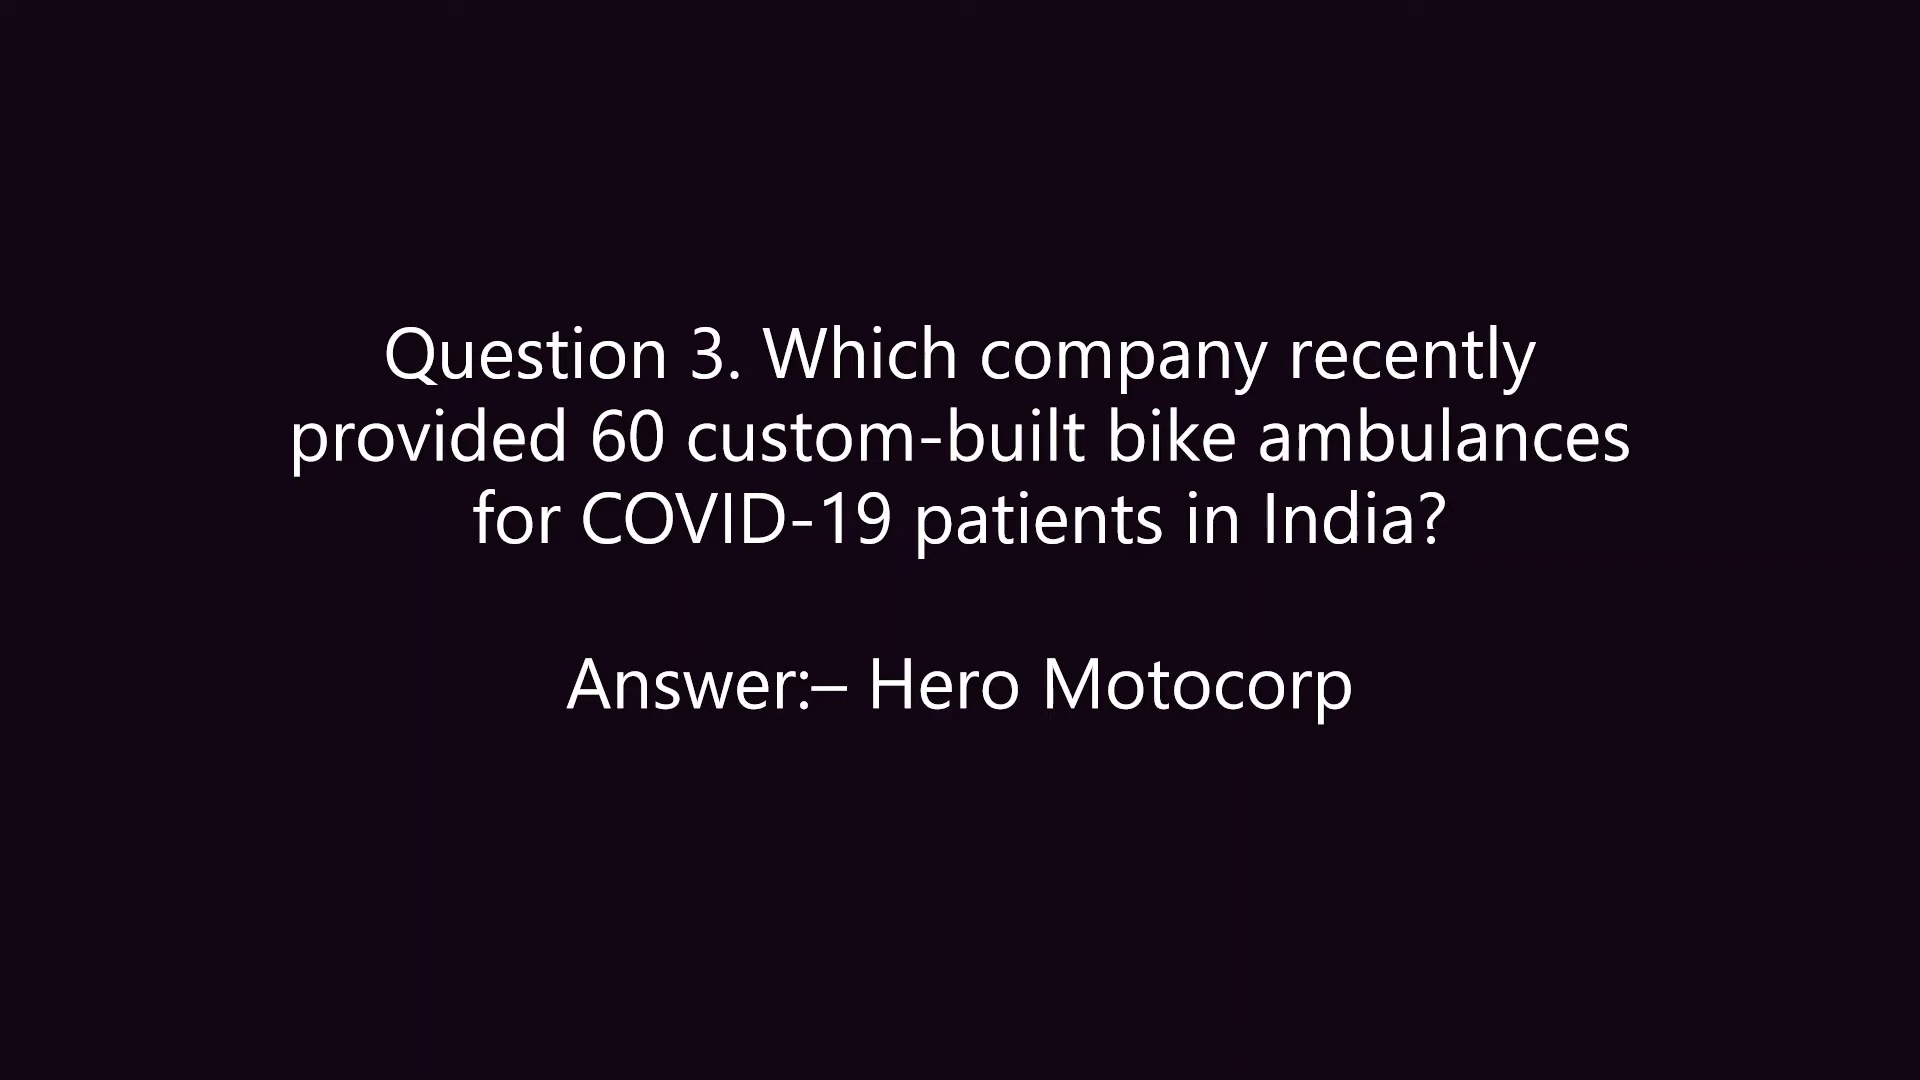 Question 3. Which company recently
provided 60 custom-built bike ambulances
for COVID-19 patients in India?
Answer:– Hero Motocorp